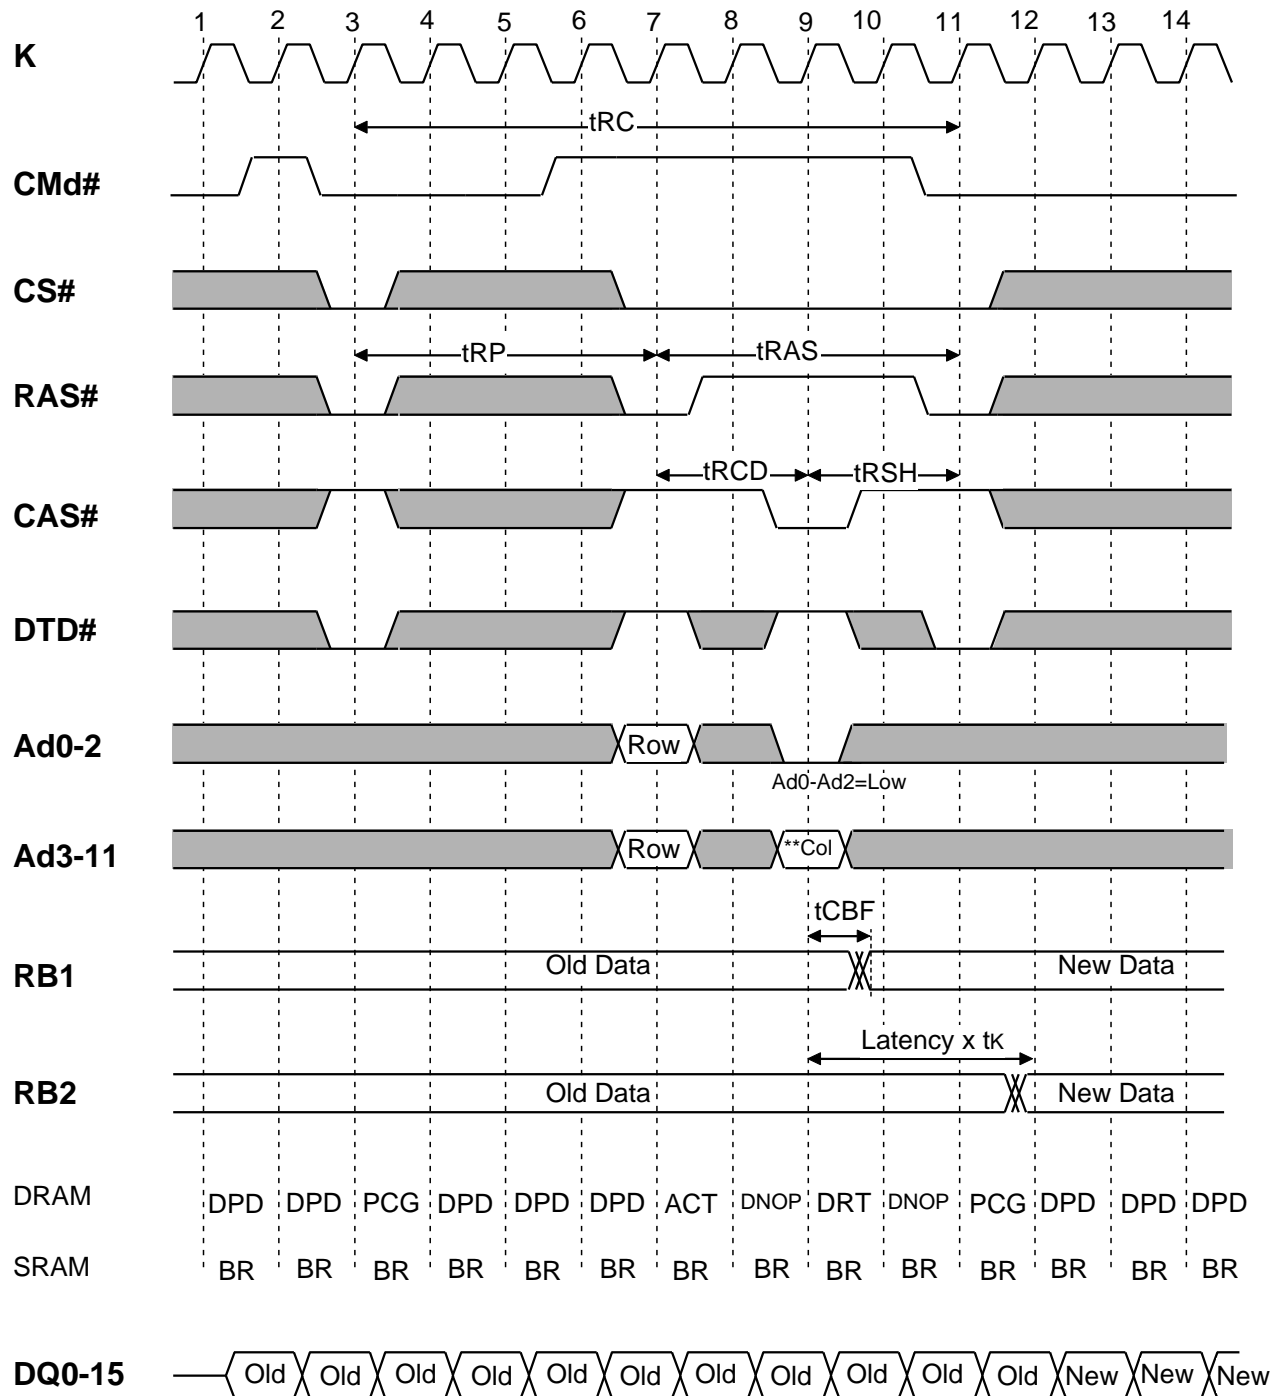 1 2 3 4 5 6 7 8 9 10 11 12 13 14
K
tRC
CMd#
CS#
tRP tRAS
RAS#
tRCD tRSH
CAS#
DTD#
Ad0-2 Row
Ad0-Ad2=Low
Ad3-11 Row **Col
tCBF
RB1 Old Data New Data
Latency x tK
RB2 Old Data New Data
DRAM DPD DPD PCG DPD DPD DPD ACT DNOP DRT DNOP PCG DPD DPD DPD
SRAM BR BR BR BR BR BR BR BR BR BR BR BR BR BR
DQ0-15 Old Old Old Old Old Old Old Old Old Old Old New New New